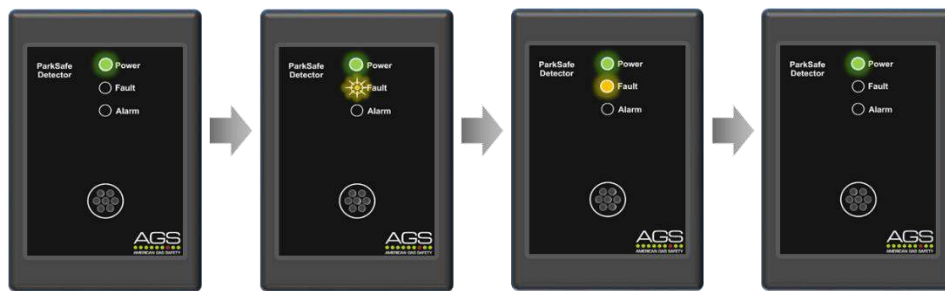 ParkSafe
Detector
Power
Fault
Alarm
AGS
AMERICAN GAS SAFETY
ParkSafe
Detector
Power
Fault
Alarm
AGS
AMERICAN GAS SAFETY
ParkSafe
Detector
Power
Fault
Alarm
AGS
AMERICAN GAS SAFETY
ParkSafe
Detector
Power
Fault
Alarm
AGS
AMERICAN GAS SAFETY